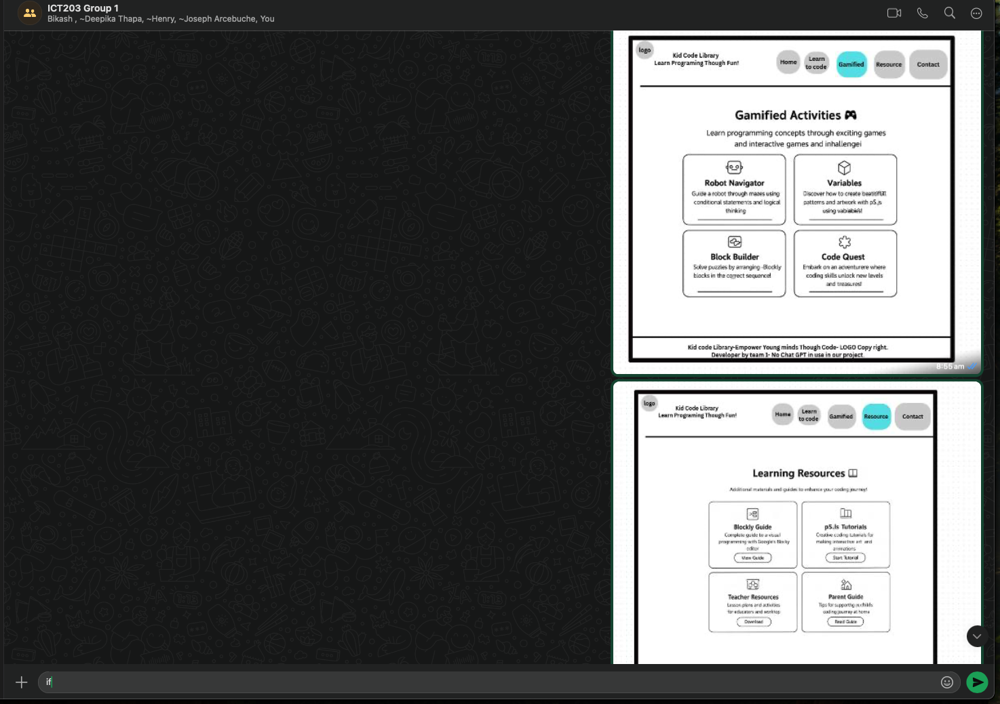 ICT203 Group 1
Bikash , ~Deepika Thapa, ~Henry, ~Joseph Arcebuche, You
logo
Kid Code Library
Learn Programing Though Fun!
Home
Learn
to code
Gamified
Resource
Contact
Gamified Activities
Learn programming concepts through exciting games
and interactive games and inhallengei
Robot Navigator
Guide a robot through mazes using
conditional statements and logical
thinking
Variables
Discover how to create
patterns and artwork with p5.js
using
Block Builder
Solve puzzles by arranging -Blockly
blocks in the correct sequence!
Code Quest
Embark on an adventurere where
coding skills unlock new levels
and treasures!
Kid code Library-Empower Young minds Though Code- LOGO Copy right.
Developer by team 1- No Chat GPT in use in our project
8:55 am
logo
Kid Code Library
Learn Programing Though Fun!
Home
Learn
to code
Gamified
Resource
Contact
Learning Resources
Additional materials and guides to enhance your coding journey!
Blockly Guide
Complete guide to a visual
programming with Google's Blocky
editor
View Guide
p5.ls Tutorials
Creative coding tutorials for
making interactive art and
animations
Start Tutorial
Teacher Resources
Lesson plans and activities
for educators and
Download
Parent Guide
Tips for supporting
coding journey at home
Read Guide
if